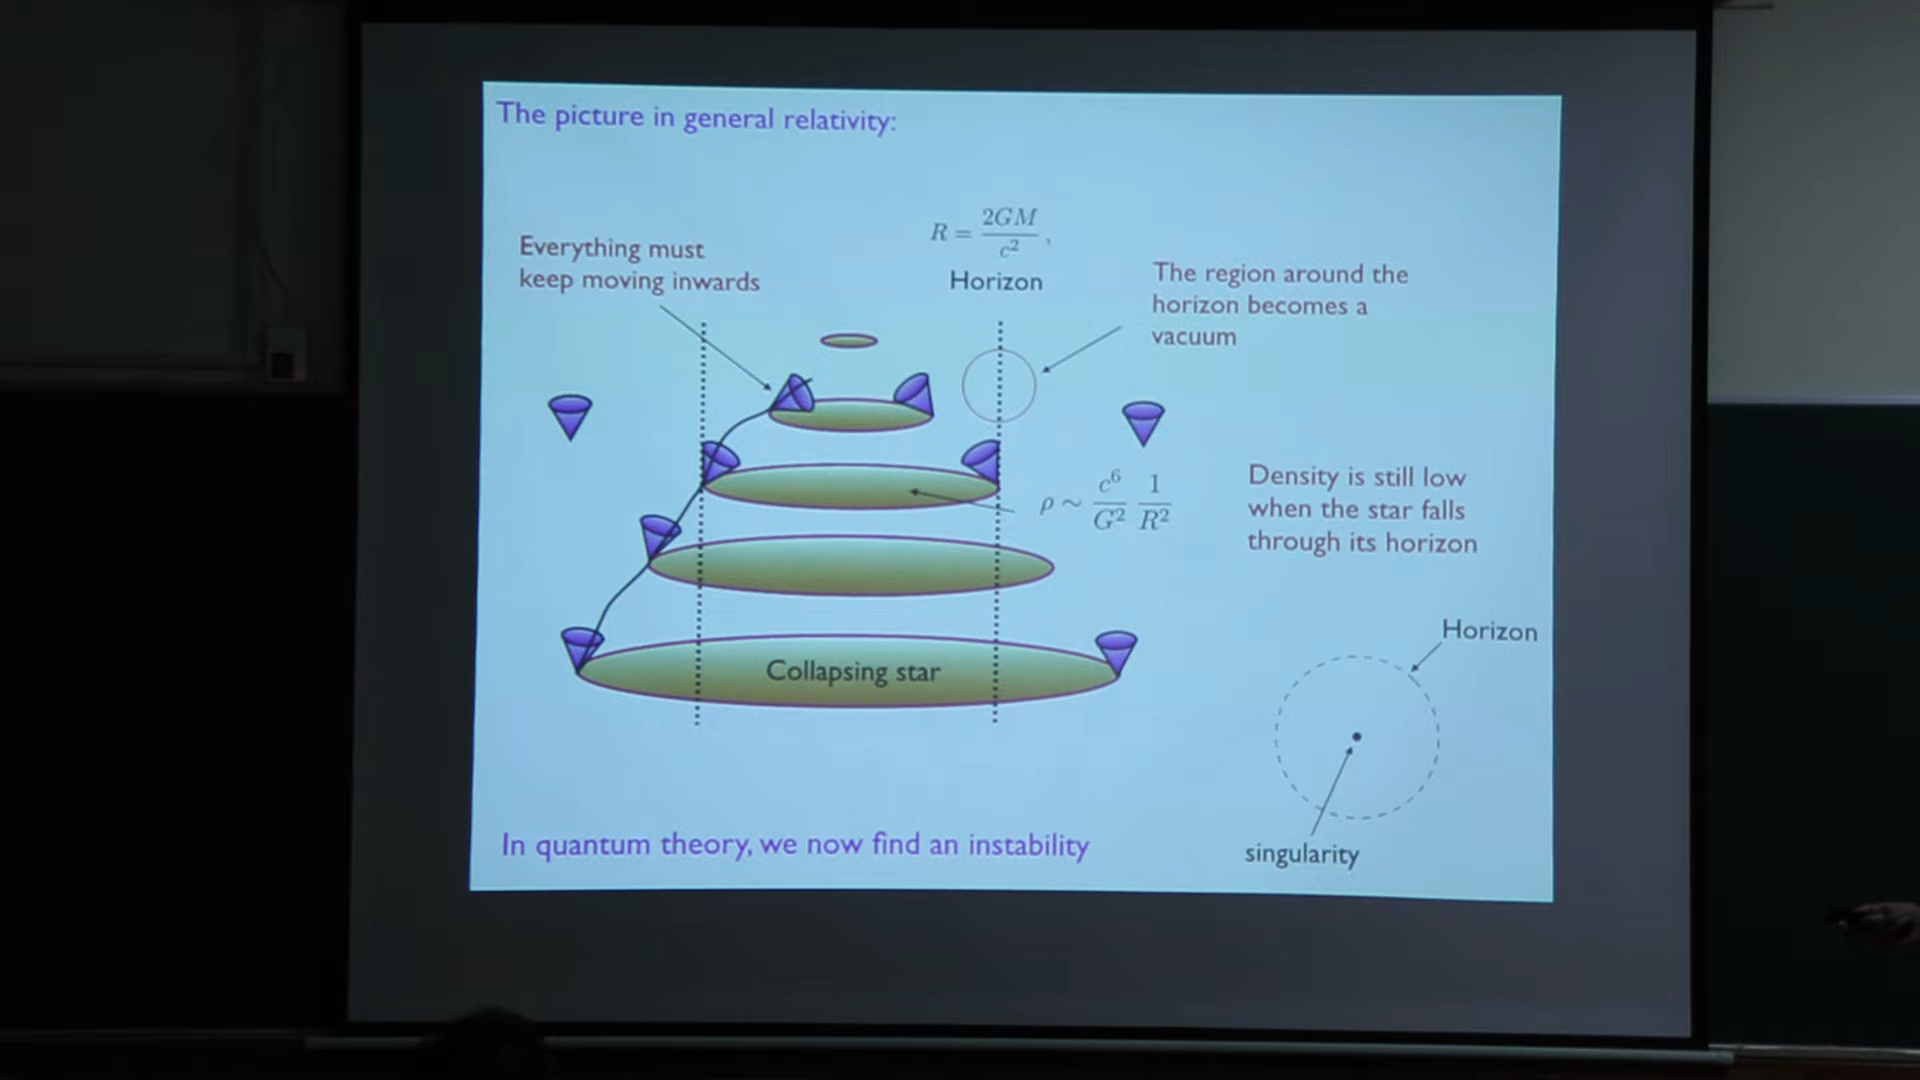 The picture in general relativity:
R = 2GM / c² ,
Horizon
Everything must
keep moving inwards
The region around the
horizon becomes a
vacuum
ρ ~ c⁶ / G² 1 / R²
Density is still low
when the star falls
through its horizon
Collapsing star
Horizon
singularity
In quantum theory, we now find an instability